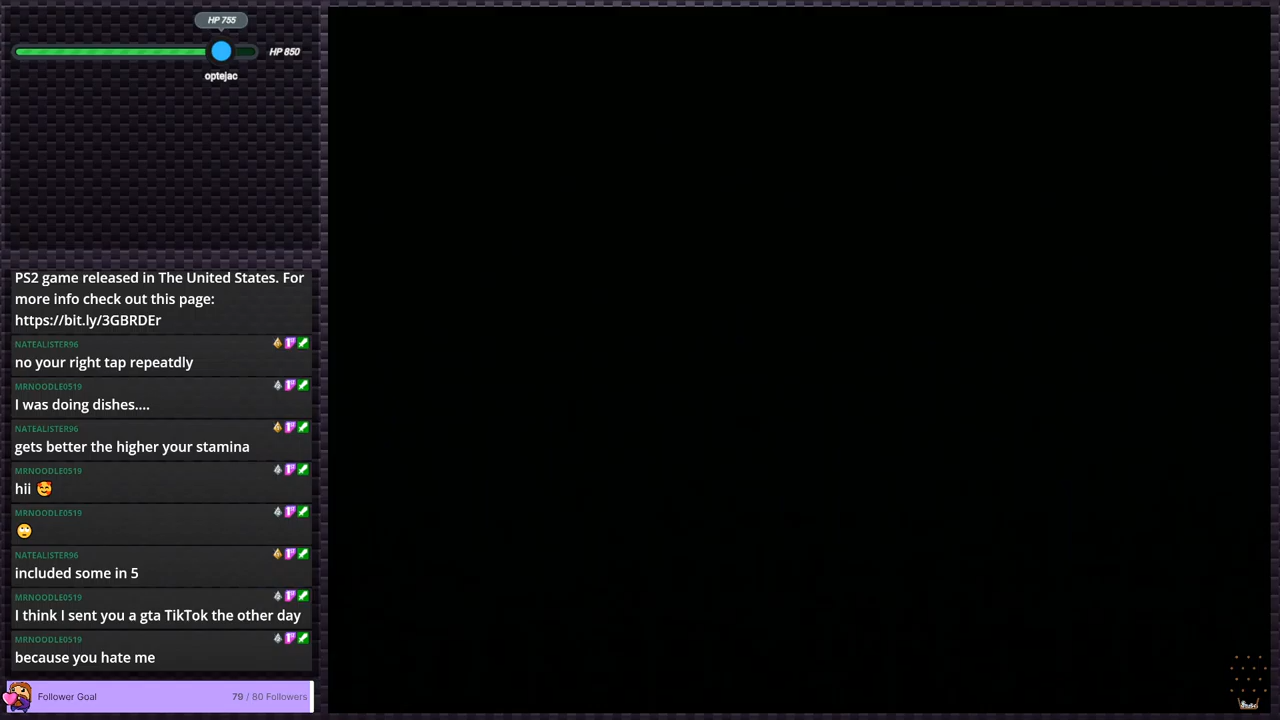 HP 755
HP 850
optejac
PS2 game released in The United States. For
more info check out this page:
https://bit.ly/3GBRDEr
NATEALISTER96
no your right tap repeatdly
MRNOODLE0519
I was doing dishes....
NATEALISTER96
gets better the higher your stamina
MRNOODLE0519
hii 🥰
MRNOODLE0519
🙄
NATEALISTER96
included some in 5
MRNOODLE0519
I think I sent you a gta TikTok the other day
MRNOODLE0519
because you hate me
Follower Goal
79 / 80 Followers